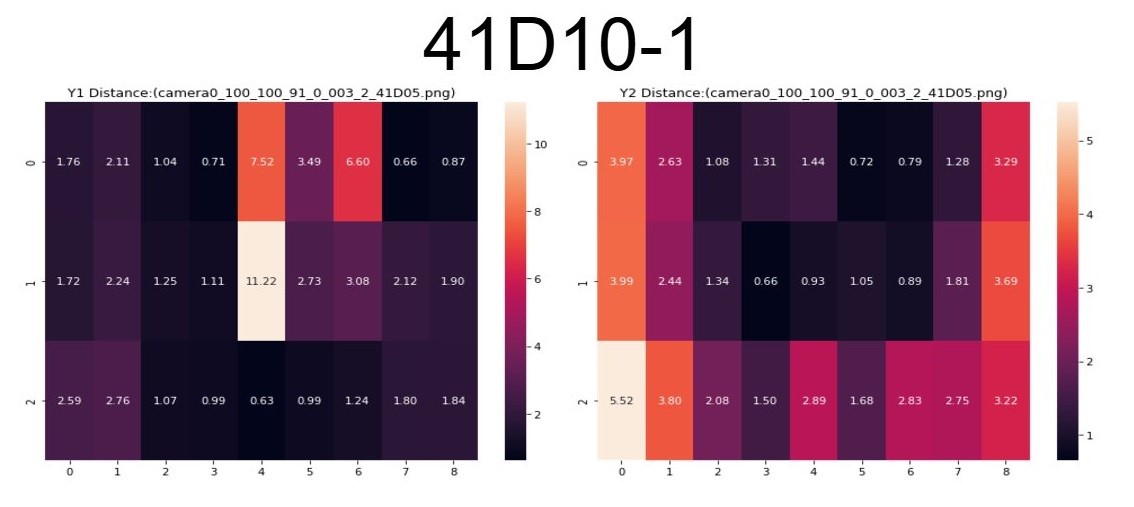 41D10-1
Y1 Distance:(camera0_100_100_91_0_003_2_41D05.png)
0 1.76 2.11 1.04 0.71 7.52 3.49 6.60 0.66 0.87
1 1.72 2.24 1.25 1.11 11.22 2.73 3.08 2.12 1.90
2 2.59 2.76 1.07 0.99 0.63 0.99 1.24 1.80 1.84
0 1 2 3 4 5 6 7 8
10
8
6
4
2
Y2 Distance:(camera0_100_100_91_0_003_2_41D05.png)
0 3.97 2.63 1.08 1.31 1.44 0.72 0.79 1.28 3.29
1 3.99 2.44 1.34 0.66 0.93 1.05 0.89 1.81 3.69
2 5.52 3.80 2.08 1.50 2.89 1.68 2.83 2.75 3.22
0 1 2 3 4 5 6 7 8
5
4
3
2
1